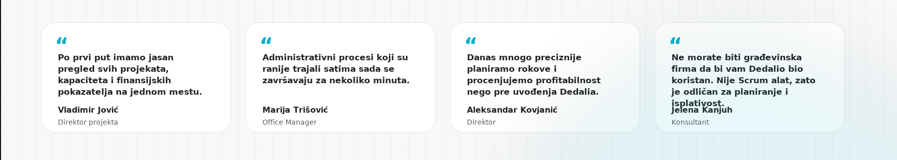 “
Po prvi put imamo jasan
pregled svih projekata,
kapaciteta i finansijskih
pokazatelja na jednom mestu.
Vladimir Jović
Direktor projekta
“
Administrativni procesi koji su
ranije trajali satima sada se
završavaju za nekoliko minuta.
Marija Trišović
Office Manager
“
Danas mnogo preciznije
planiramo rokove i
procenjujemo profitabilnost
nego pre uvođenja Dedalia.
Aleksandar Kovjanić
Direktor
“
Ne morate biti građevinska
firma da bi vam Dedalio bio
koristan. Nije Scrum alat, zato
je odličan za planiranje i
isplativost.
Jelena Kanjuh
Konsultant